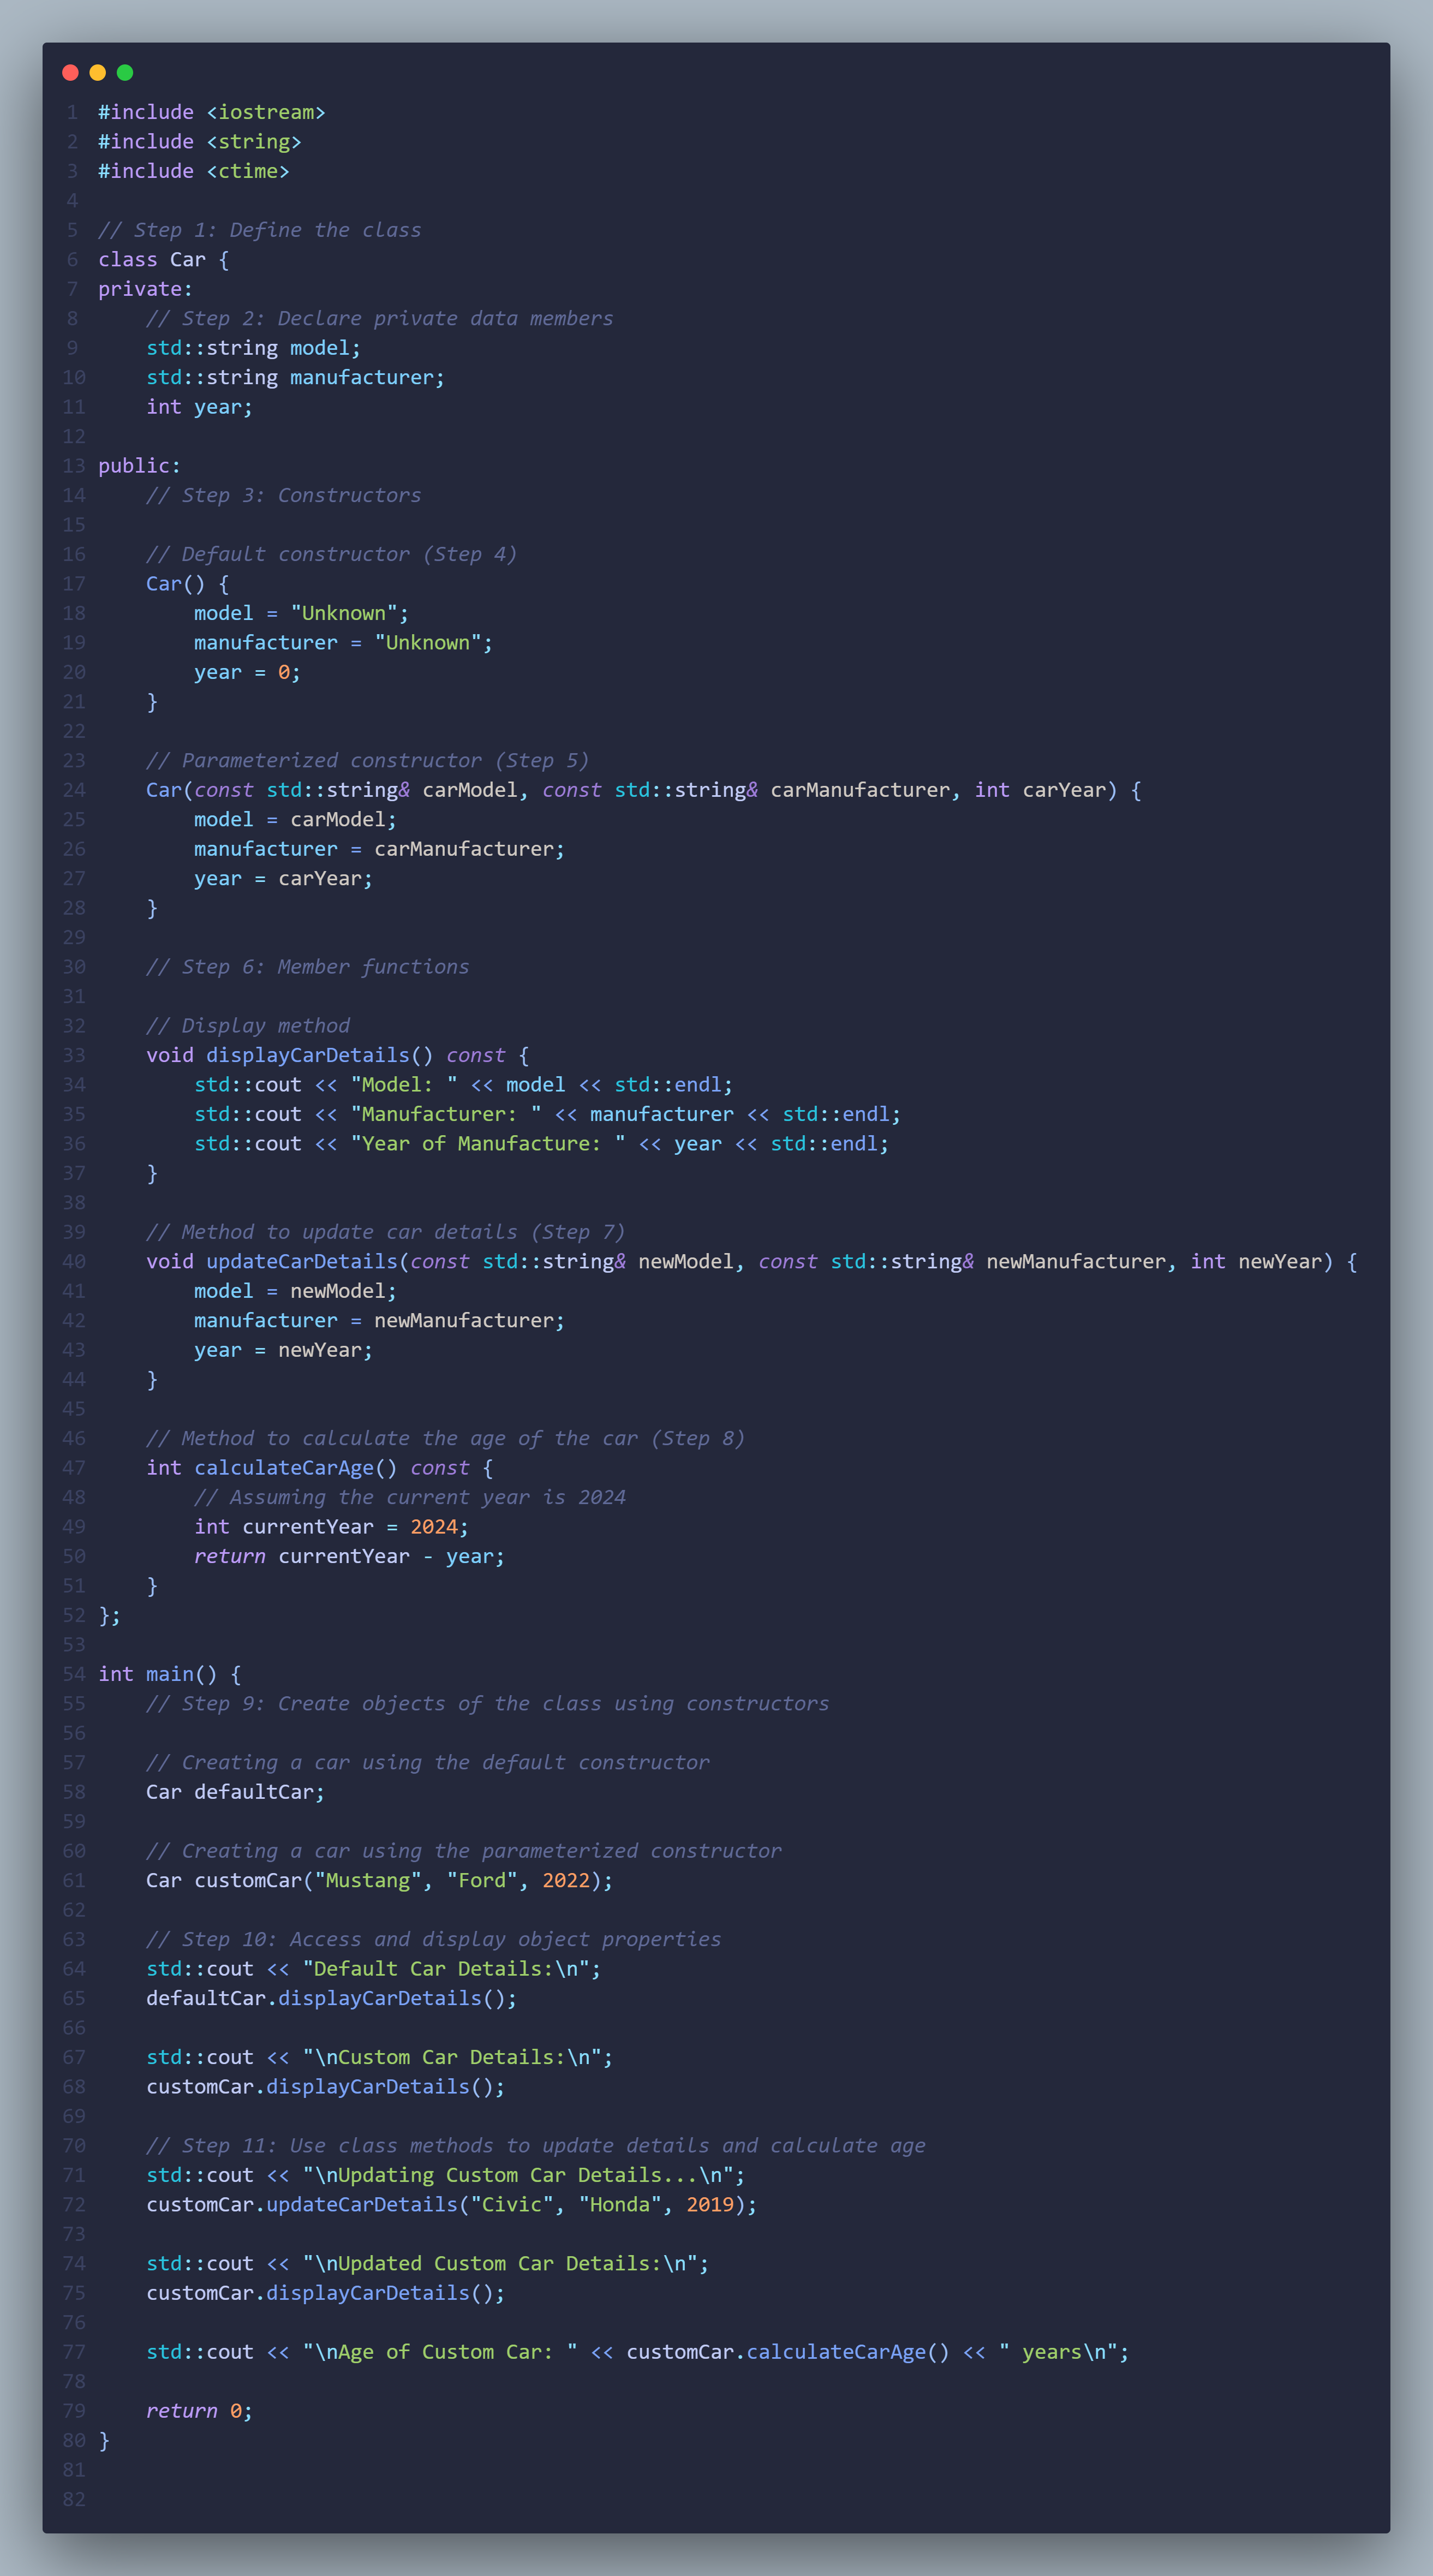 1 #include <iostream>
2 #include <string>
3 #include <ctime>
4
5 // Step 1: Define the class
6 class Car {
7 private:
8     // Step 2: Declare private data members
9     std::string model;
10     std::string manufacturer;
11     int year;
12
13 public:
14     // Step 3: Constructors
15
16     // Default constructor (Step 4)
17     Car() {
18         model = "Unknown";
19         manufacturer = "Unknown";
20         year = 0;
21     }
22
23     // Parameterized constructor (Step 5)
24     Car(const std::string& carModel, const std::string& carManufacturer, int carYear) {
25         model = carModel;
26         manufacturer = carManufacturer;
27         year = carYear;
28     }
29
30     // Step 6: Member functions
31
32     // Display method
33     void displayCarDetails() const {
34         std::cout << "Model: " << model << std::endl;
35         std::cout << "Manufacturer: " << manufacturer << std::endl;
36         std::cout << "Year of Manufacture: " << year << std::endl;
37     }
38
39     // Method to update car details (Step 7)
40     void updateCarDetails(const std::string& newModel, const std::string& newManufacturer, int newYear) {
41         model = newModel;
42         manufacturer = newManufacturer;
43         year = newYear;
44     }
45
46     // Method to calculate the age of the car (Step 8)
47     int calculateCarAge() const {
48         // Assuming the current year is 2024
49         int currentYear = 2024;
50         return currentYear - year;
51     }
52 };
53
54 int main() {
55     // Step 9: Create objects of the class using constructors
56
57     // Creating a car using the default constructor
58     Car defaultCar;
59
60     // Creating a car using the parameterized constructor
61     Car customCar("Mustang", "Ford", 2022);
62
63     // Step 10: Access and display object properties
64     std::cout << "Default Car Details:\n";
65     defaultCar.displayCarDetails();
66
67     std::cout << "\nCustom Car Details:\n";
68     customCar.displayCarDetails();
69
70     // Step 11: Use class methods to update details and calculate age
71     std::cout << "\nUpdating Custom Car Details...\n";
72     customCar.updateCarDetails("Civic", "Honda", 2019);
73
74     std::cout << "\nUpdated Custom Car Details:\n";
75     customCar.displayCarDetails();
76
77     std::cout << "\nAge of Custom Car: " << customCar.calculateCarAge() << " years\n";
78
79     return 0;
80 }
81
82